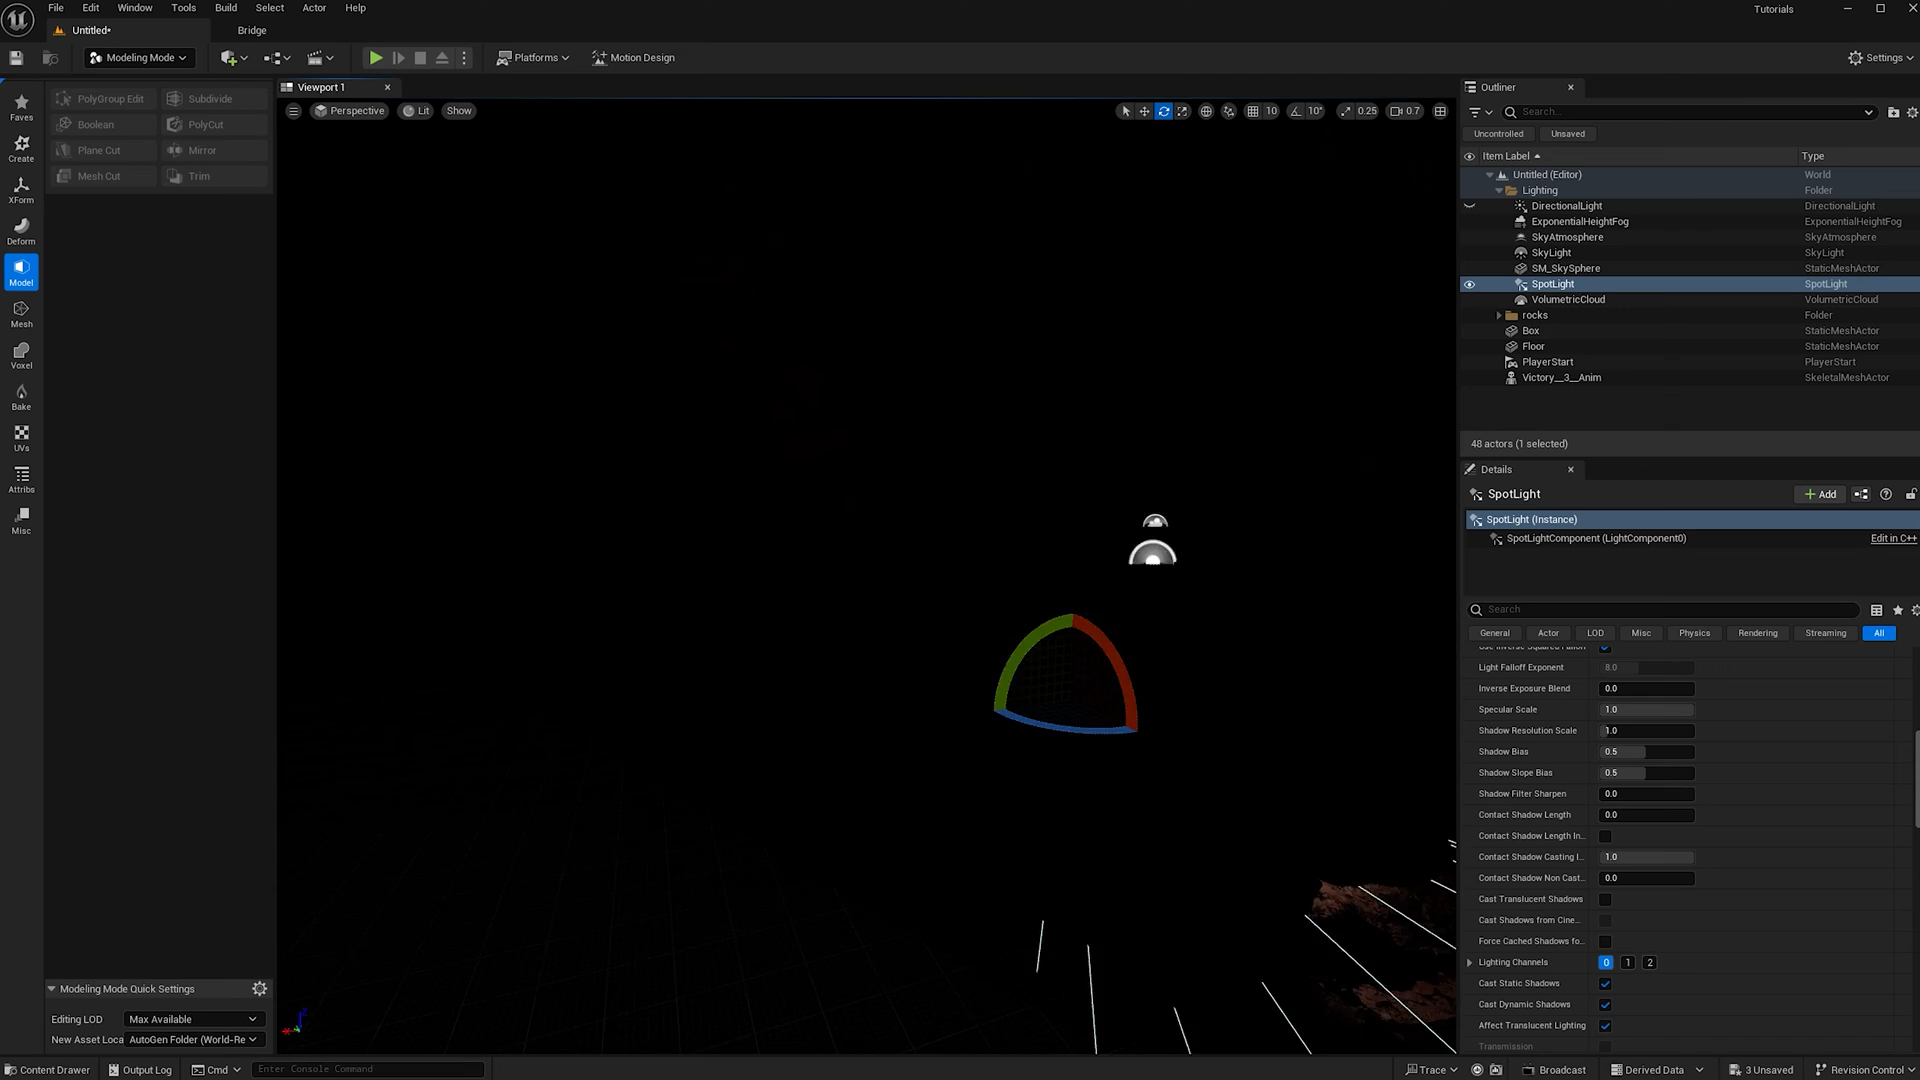 File Edit Window Tools Build Select Actor Help
Tutorials
Untitled* Bridge
Modeling Mode Platforms Motion Design Settings
Viewport 1
Perspective Lit Show 10 10° 0.25 0.7
Faves
Create
XForm
Deform
Model
Mesh
Voxel
Bake
UVs
Attribs
Misc
PolyGroup Edit Subdivide
Boolean PolyCut
Plane Cut Mirror
Mesh Cut Trim
Modeling Mode Quick Settings
Editing LOD Max Available
New Asset Loca AutoGen Folder (World-Re
Outliner
Search...
Uncontrolled Unsaved
Item Label Type
Untitled (Editor) World
Lighting Folder
DirectionalLight DirectionalLight
ExponentialHeightFog ExponentialHeightFog
SkyAtmosphere SkyAtmosphere
SkyLight SkyLight
SM_SkySphere StaticMeshActor
SpotLight SpotLight
VolumetricCloud VolumetricCloud
rocks Folder
Box StaticMeshActor
Floor StaticMeshActor
PlayerStart PlayerStart
Victory__3__Anim SkeletalMeshActor
48 actors (1 selected)
Details
SpotLight Add
SpotLight (Instance)
SpotLightComponent (LightComponent0) Edit in C++
Search
General Actor LOD Misc Physics Rendering Streaming All
Light Falloff Exponent 8.0
Inverse Exposure Blend 0.0
Specular Scale 1.0
Shadow Resolution Scale 1.0
Shadow Bias 0.5
Shadow Slope Bias 0.5
Shadow Filter Sharpen 0.0
Contact Shadow Length 0.0
Contact Shadow Length In...
Contact Shadow Casting I... 1.0
Contact Shadow Non Cast... 0.0
Cast Translucent Shadows
Cast Shadows from Cine...
Force Cached Shadows fo...
Lighting Channels 0 1 2
Cast Static Shadows
Cast Dynamic Shadows
Affect Translucent Lighting
Transmission
Content Drawer Output Log Cmd Enter Console Command Trace Broadcast Derived Data 3 Unsaved Revision Control